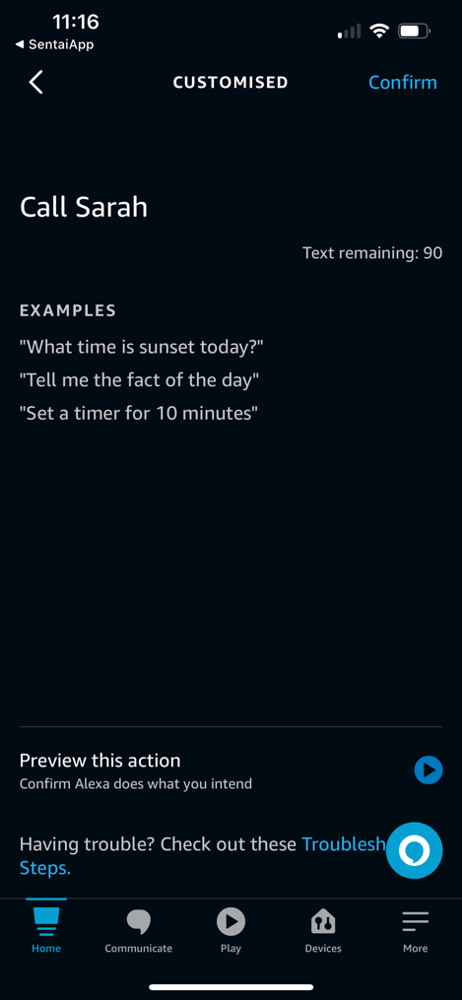 11:16
SentaiApp
CUSTOMISED
Confirm
Call Sarah
Text remaining: 90
EXAMPLES
"What time is sunset today?"
"Tell me the fact of the day"
"Set a timer for 10 minutes"
Preview this action
Confirm Alexa does what you intend
Having trouble? Check out these Troublesh
Steps.
Home
Communicate
Play
Devices
More